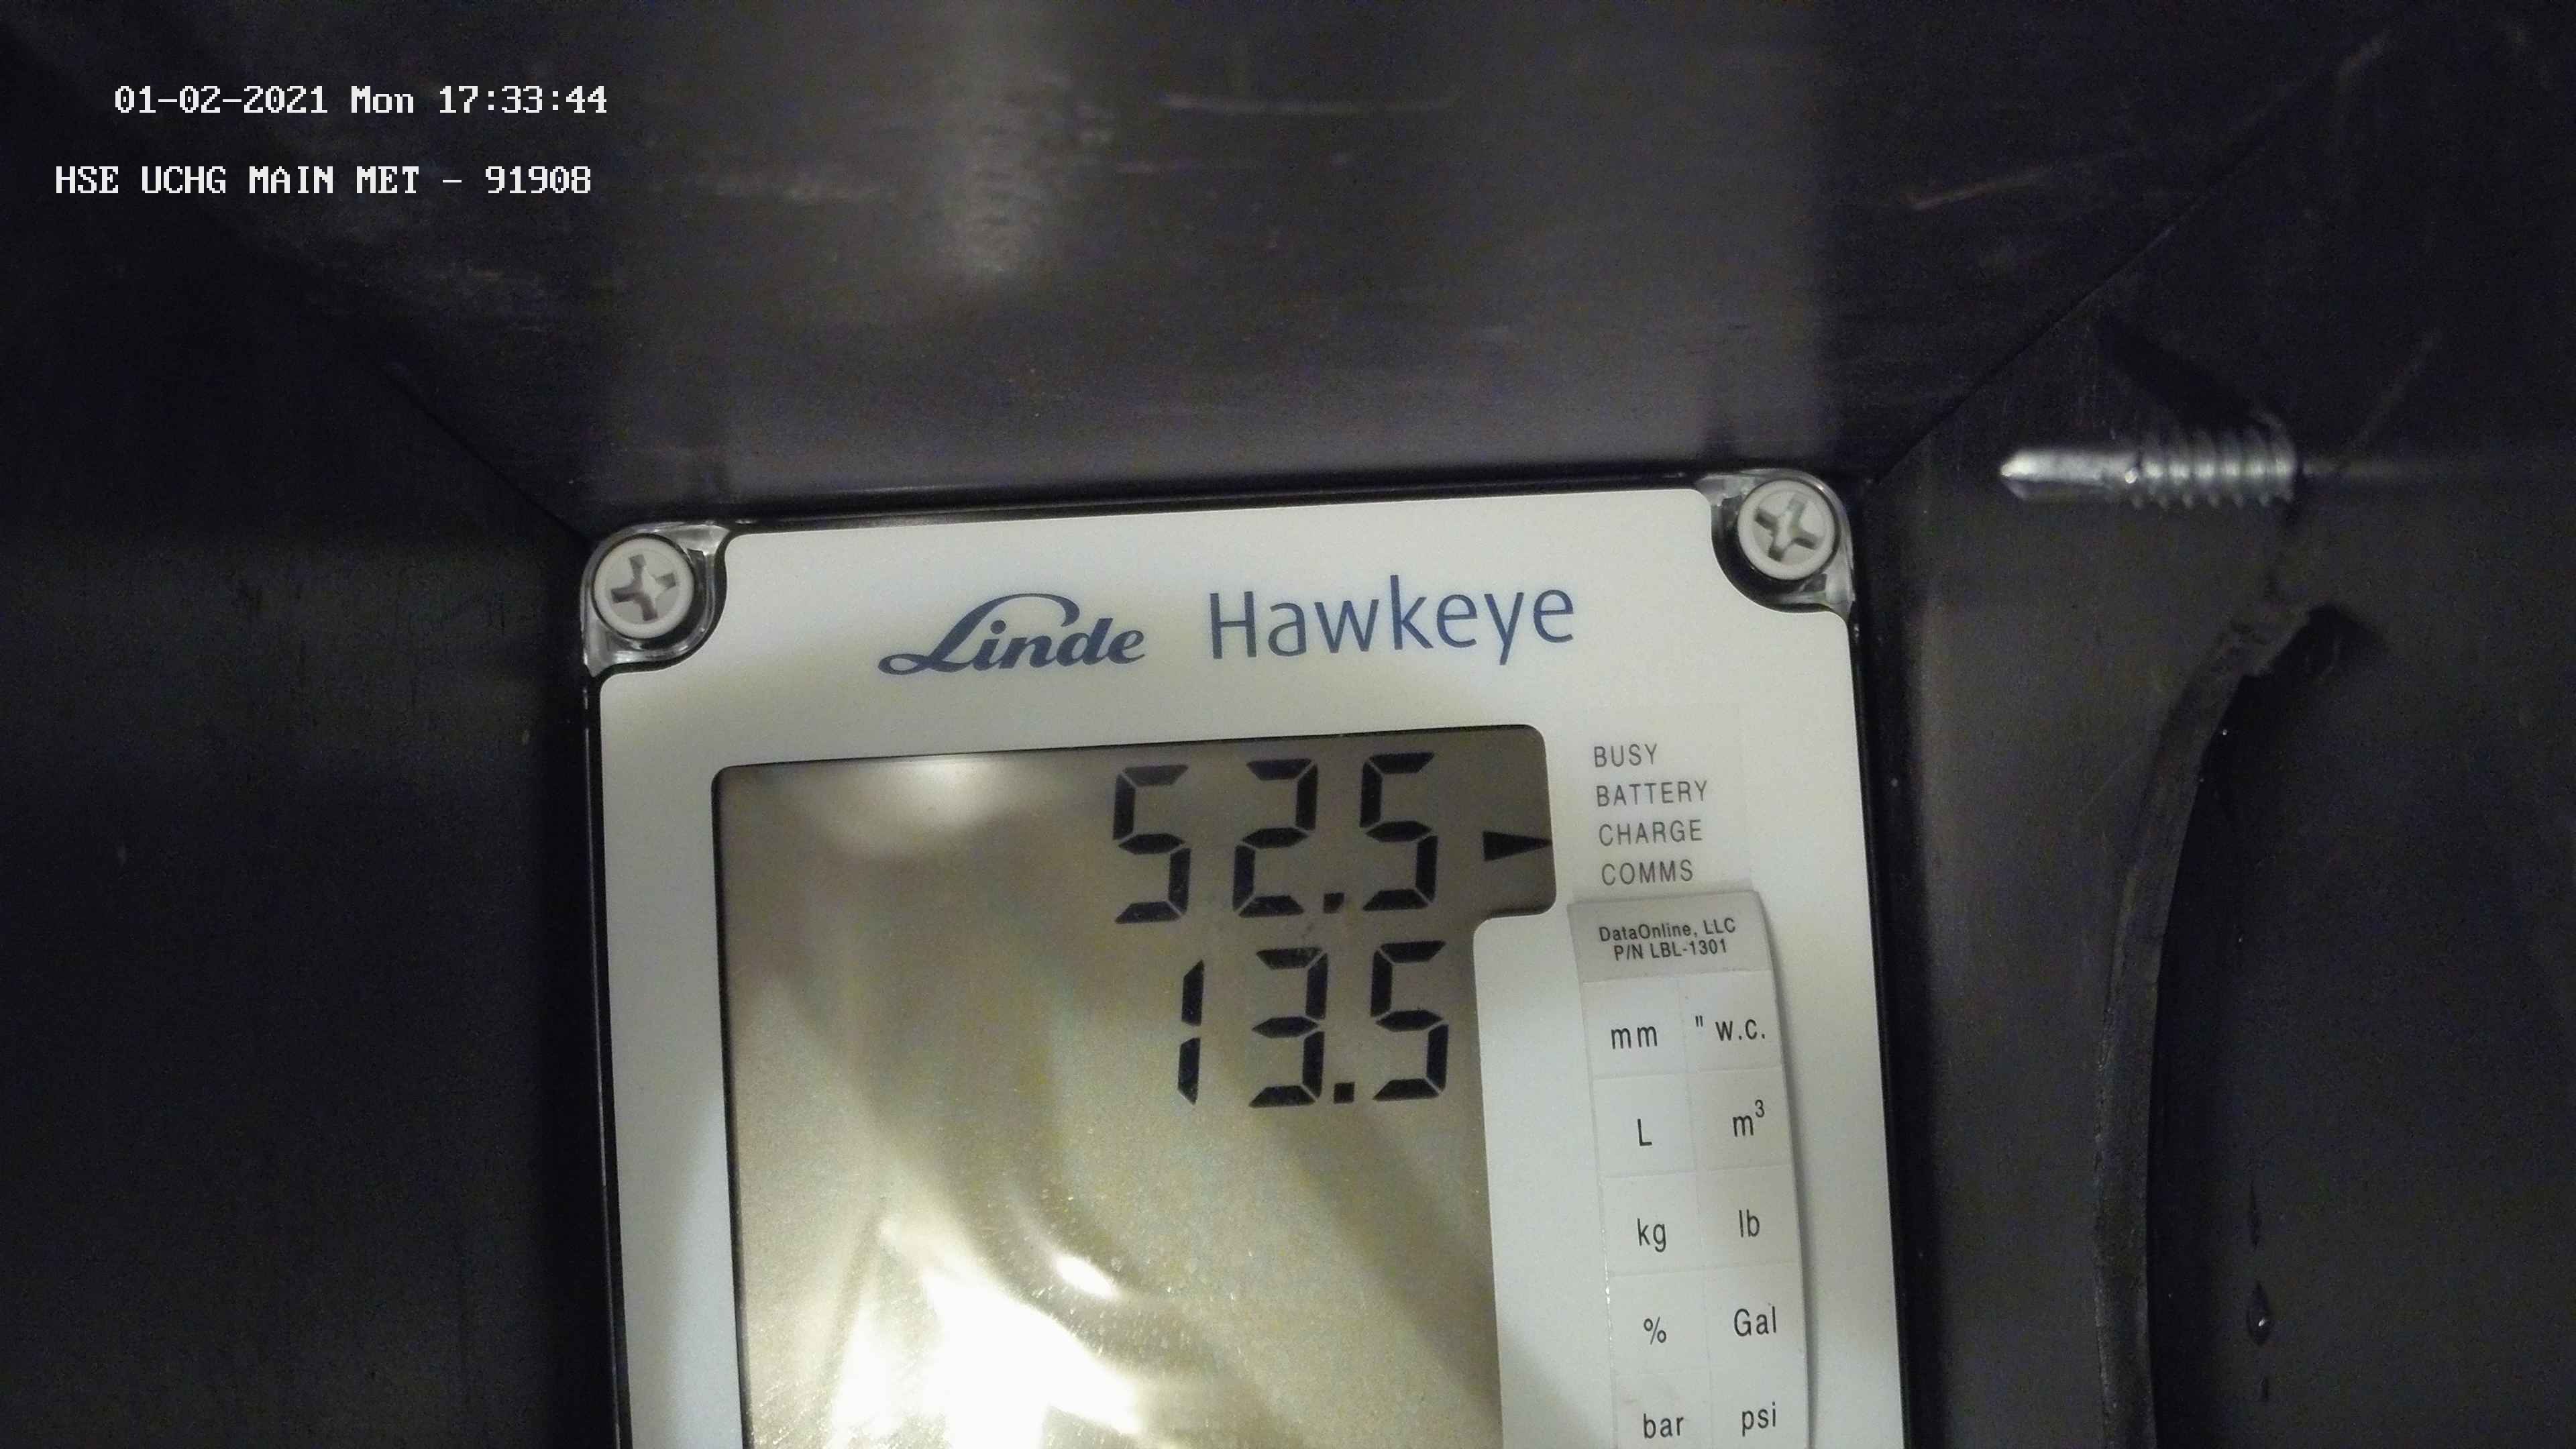 01-02-2021 Mon 17:33:44
HSE UCHG MAIN MET - 91908
Linde Hawkeye
52.5
13.5
BUSY
BATTERY
CHARGE
COMMS
DataOnline, LLC
P/N LBL-1301
mm " w.c.
L m³
kg lb
% Gal
bar psi